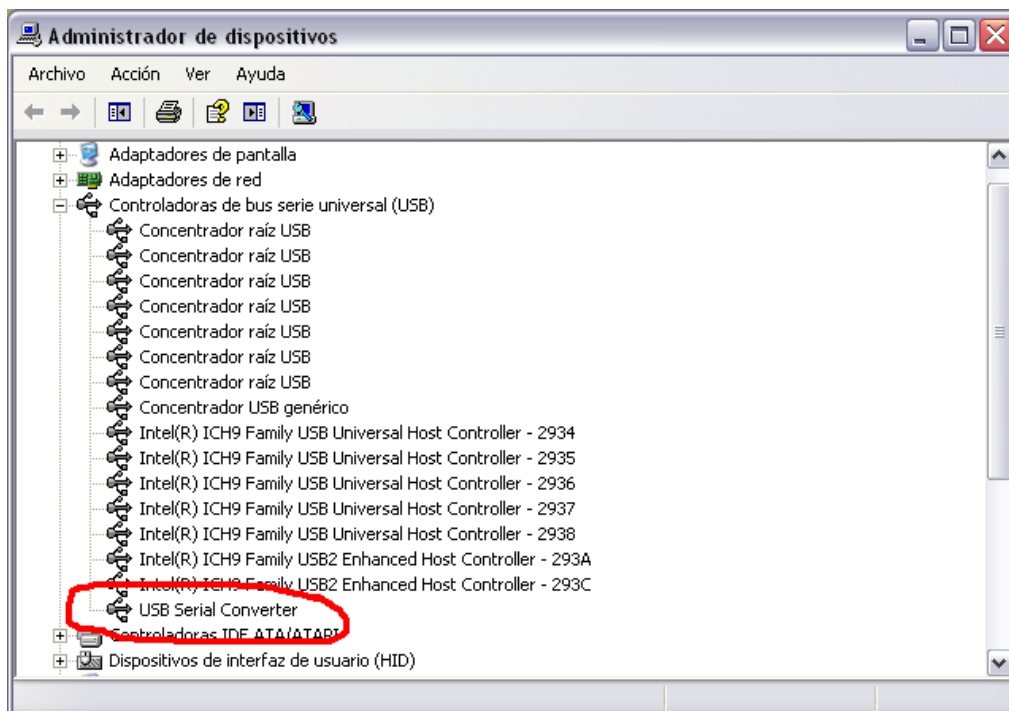 Administrador de dispositivos
Archivo Acción Ver Ayuda
Adaptadores de pantalla
Adaptadores de red
Controladoras de bus serie universal (USB)
Concentrador raíz USB
Concentrador raíz USB
Concentrador raíz USB
Concentrador raíz USB
Concentrador raíz USB
Concentrador raíz USB
Concentrador raíz USB
Concentrador USB genérico
Intel(R) ICH9 Family USB Universal Host Controller - 2934
Intel(R) ICH9 Family USB Universal Host Controller - 2935
Intel(R) ICH9 Family USB Universal Host Controller - 2936
Intel(R) ICH9 Family USB Universal Host Controller - 2937
Intel(R) ICH9 Family USB Universal Host Controller - 2938
Intel(R) ICH9 Family USB2 Enhanced Host Controller - 293A
Intel(R) ICH9 Family USB2 Enhanced Host Controller - 293C
USB Serial Converter
Controladoras IDE ATA/ATAPI
Dispositivos de interfaz de usuario (HID)